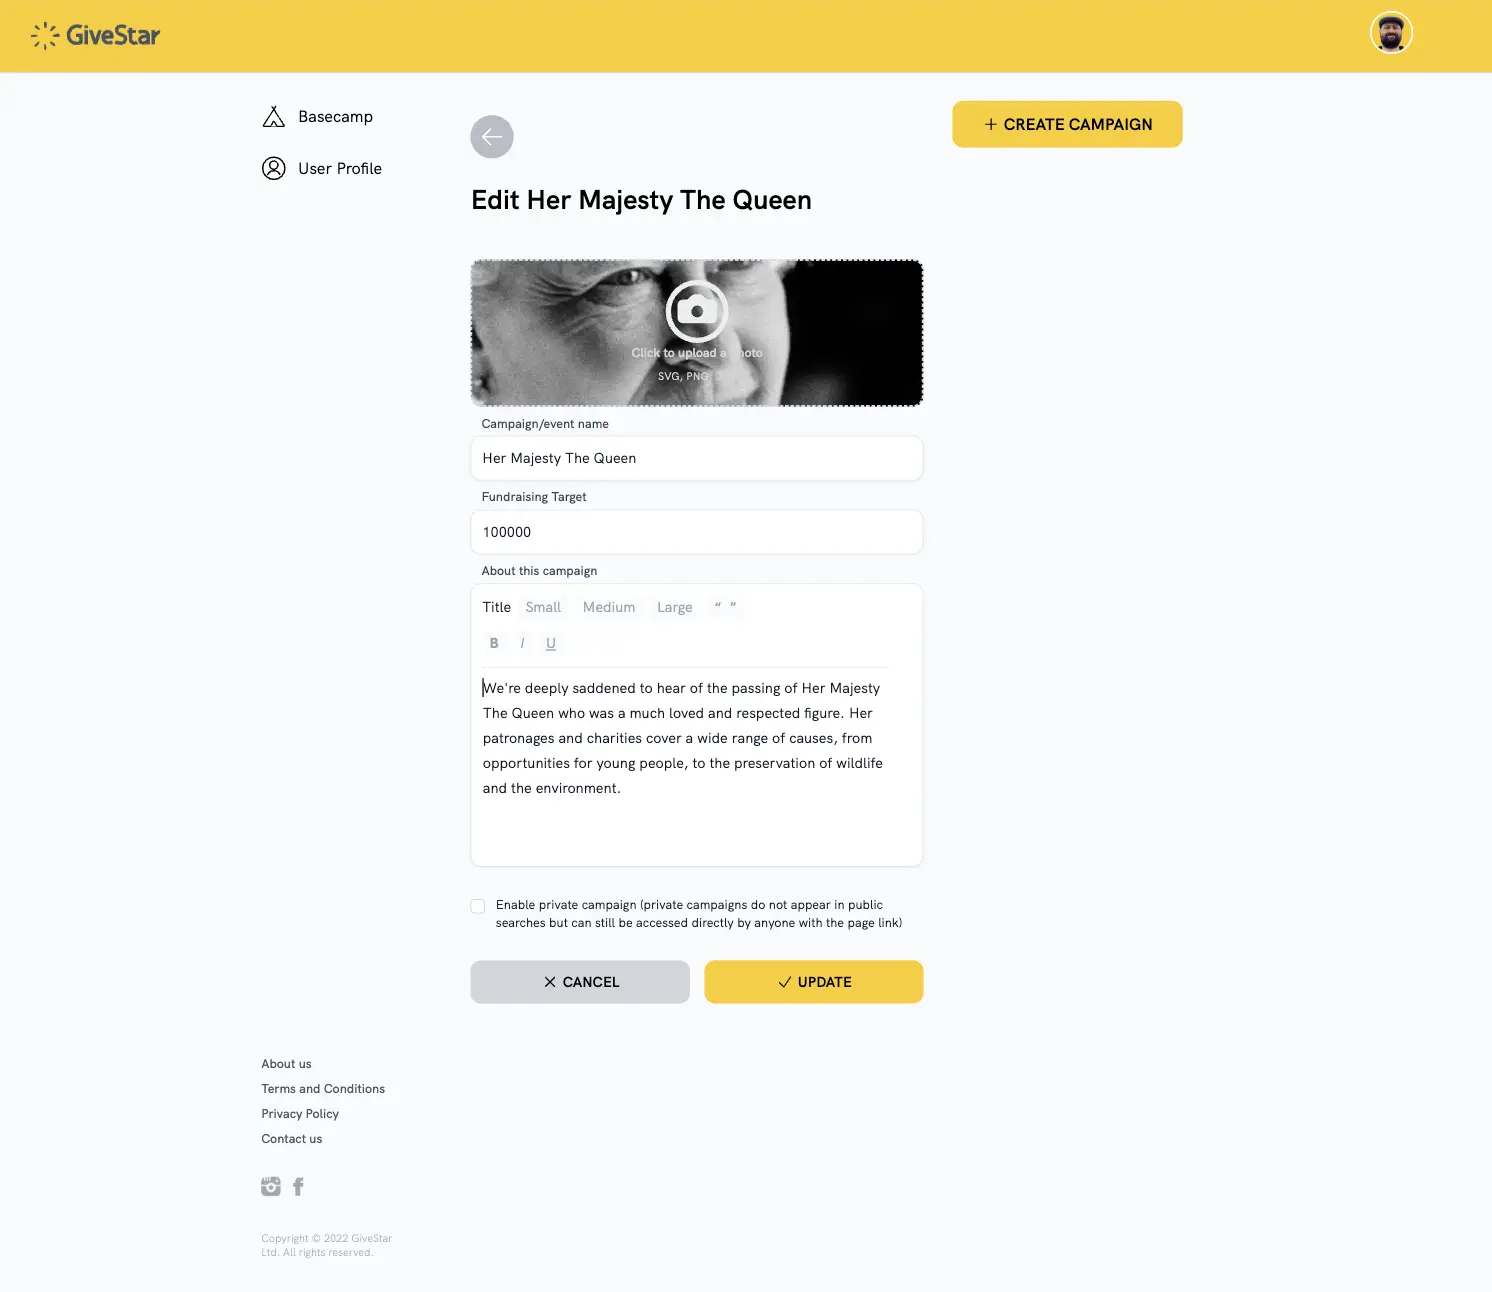 GiveStar
Basecamp
User Profile
+ CREATE CAMPAIGN
Edit Her Majesty The Queen
Click to upload a photo
SVG, PNG
Campaign/event name
Her Majesty The Queen
Fundraising Target
100000
About this campaign
Title Small Medium Large “ ”
B I U
We're deeply saddened to hear of the passing of Her Majesty
The Queen who was a much loved and respected figure. Her
patronages and charities cover a wide range of causes, from
opportunities for young people, to the preservation of wildlife
and the environment.
Enable private campaign (private campaigns do not appear in public
searches but can still be accessed directly by anyone with the page link)
CANCEL
UPDATE
About us
Terms and Conditions
Privacy Policy
Contact us
Copyright © 2022 GiveStar
Ltd. All rights reserved.